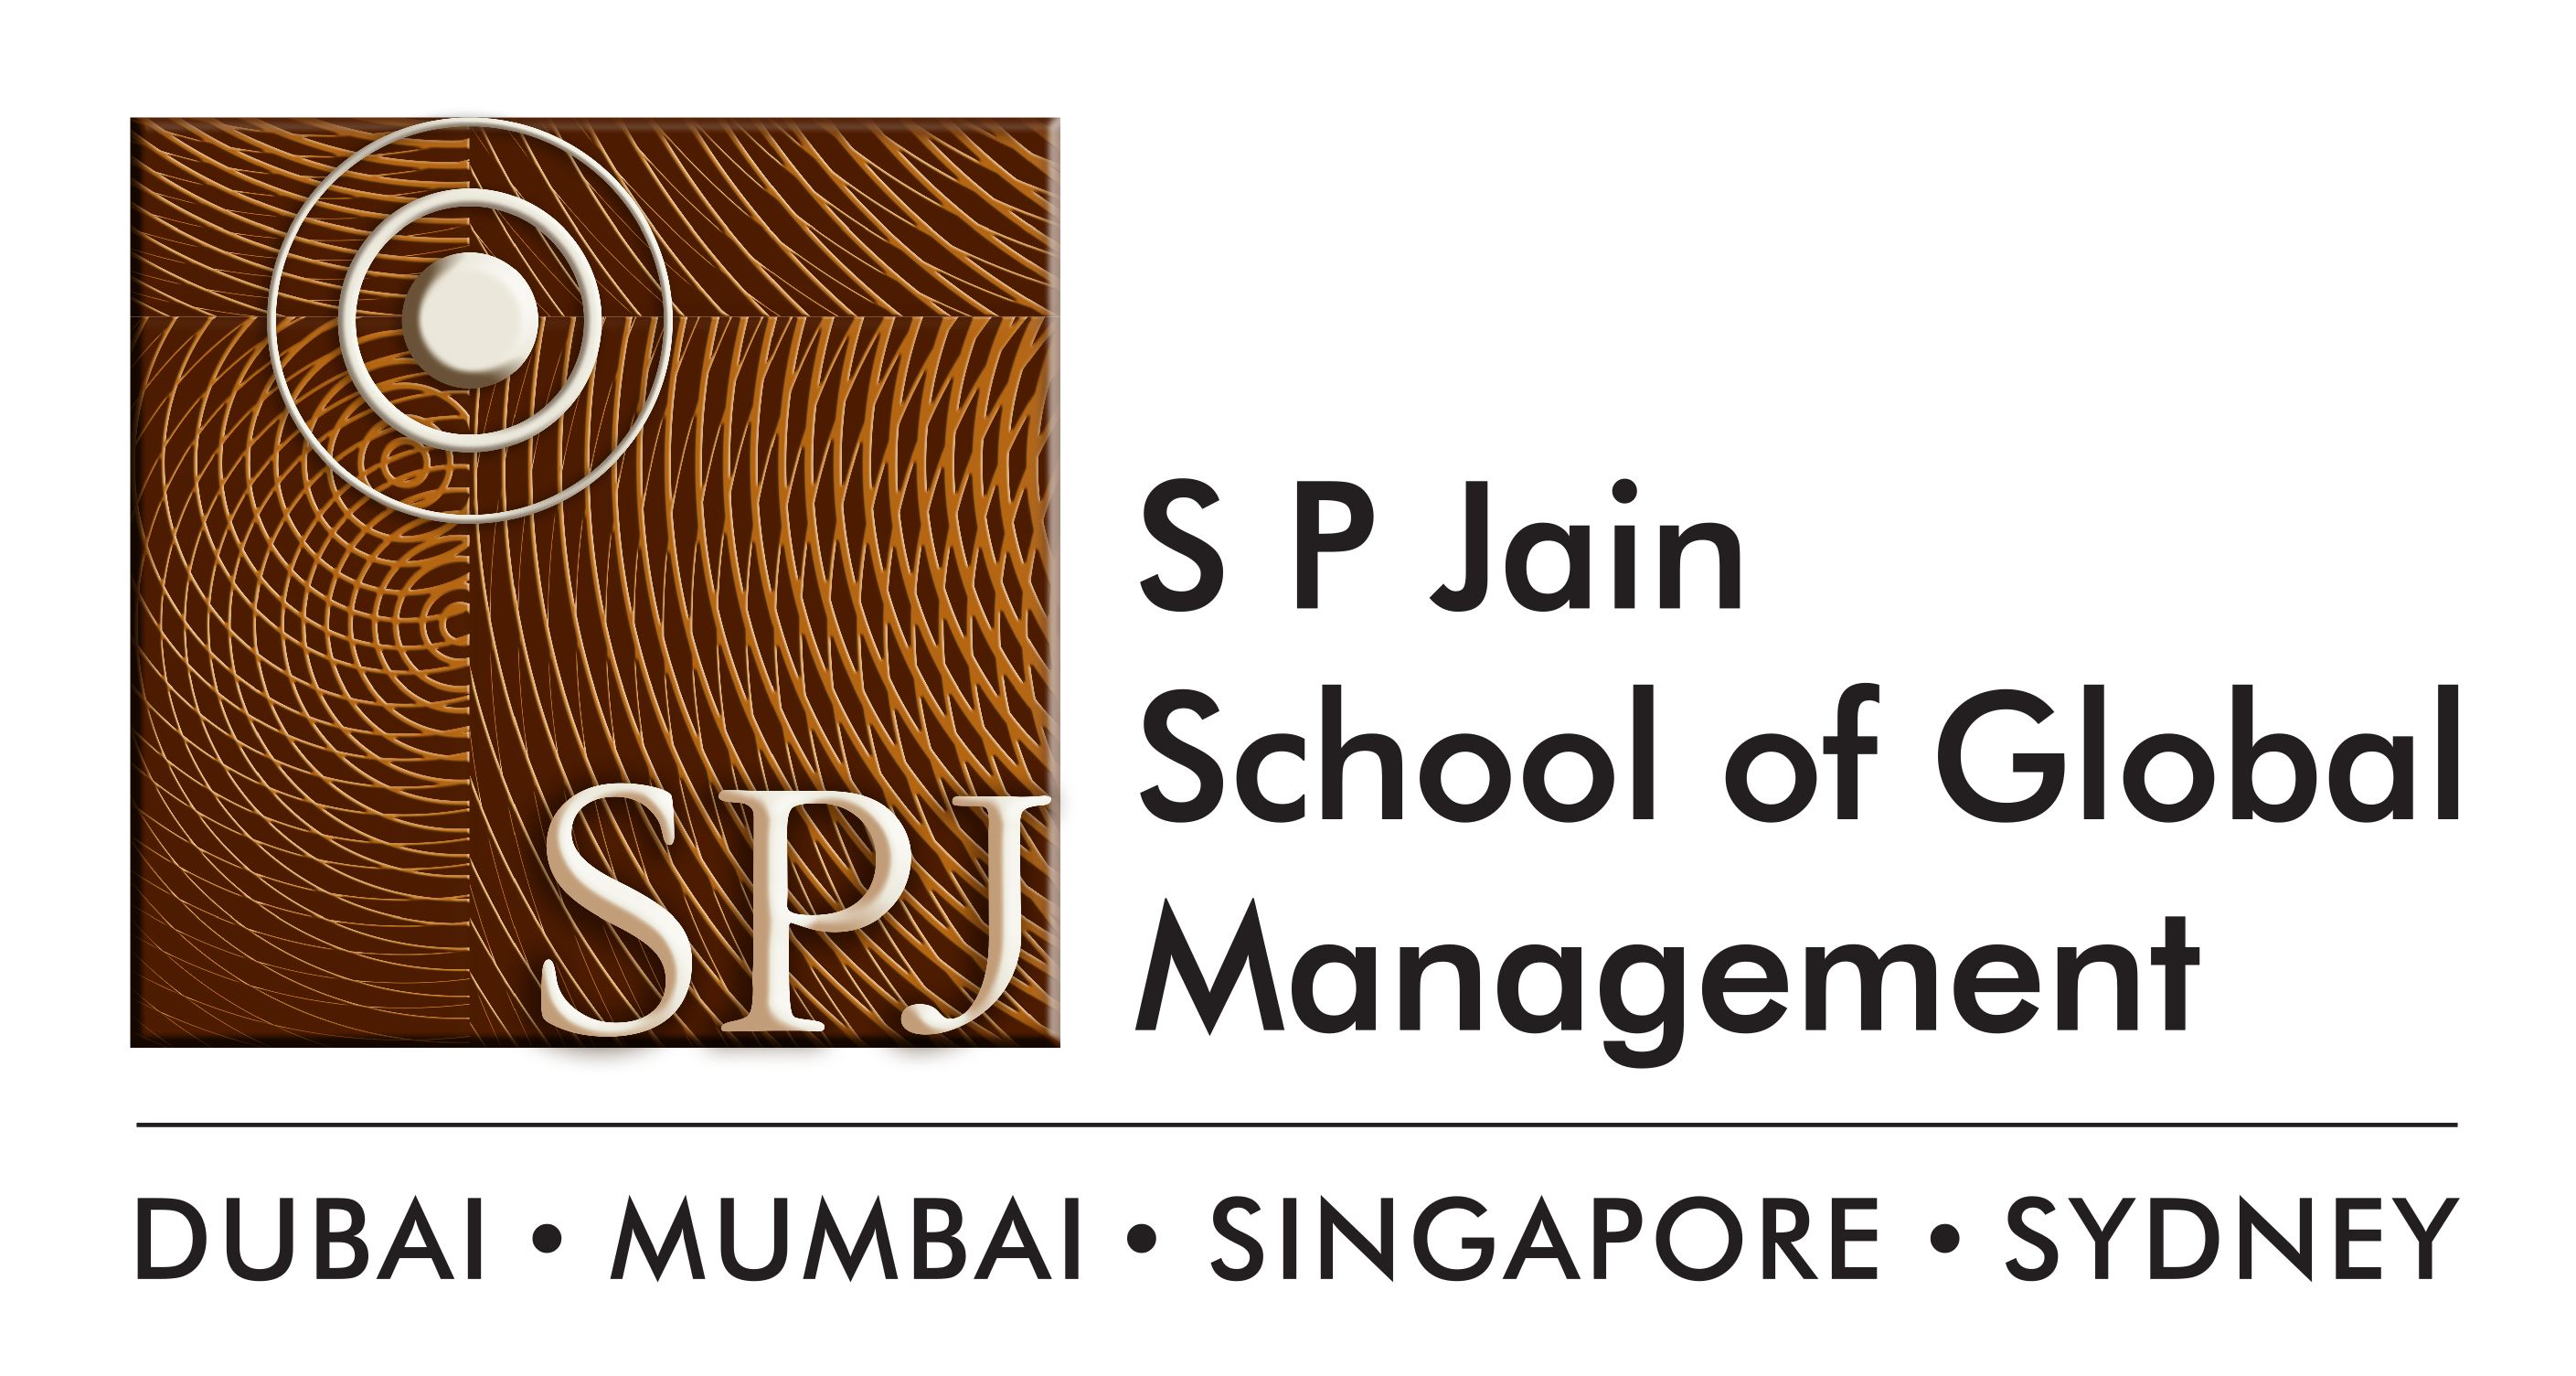 SPJ
S P Jain
School of Global
Management
DUBAI • MUMBAI • SINGAPORE • SYDNEY